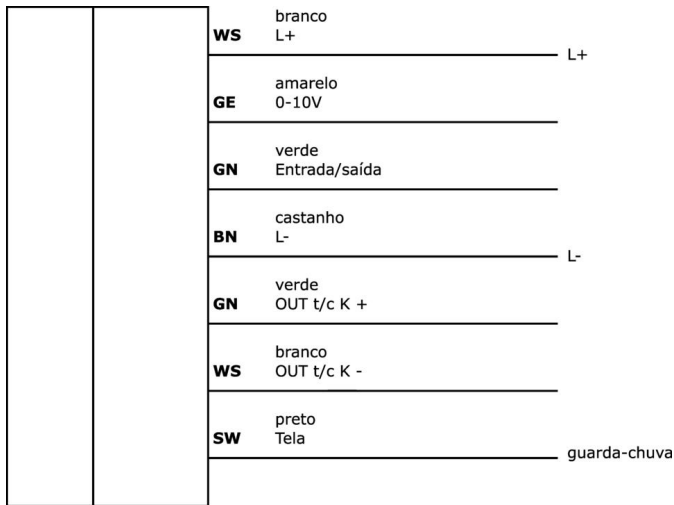 branco
WS L+
L+
amarelo
GE 0-10V
verde
GN Entrada/saída
castanho
BN L-
L-
verde
GN OUT t/c K +
branco
WS OUT t/c K -
preto
SW Tela
guarda-chuva